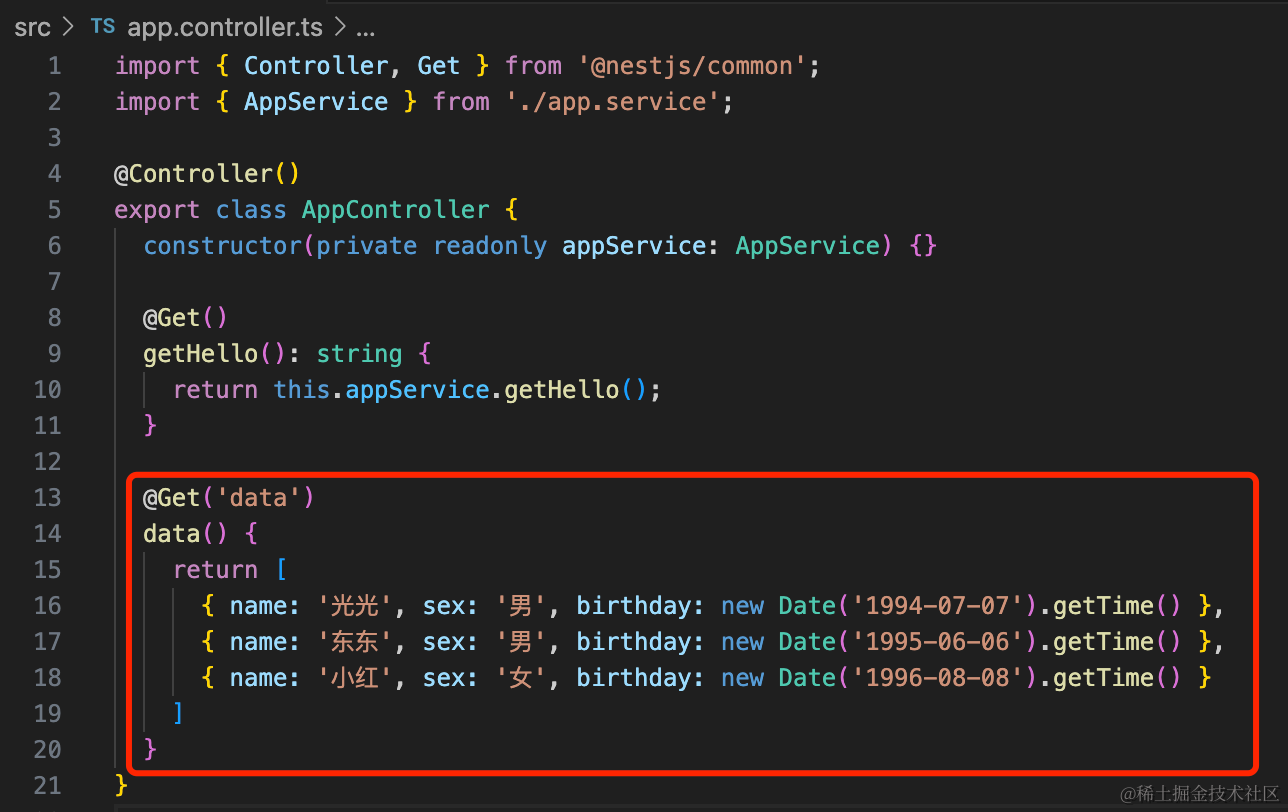 src > TS app.controller.ts > ...
1 import { Controller, Get } from '@nestjs/common';
2 import { AppService } from './app.service';
3
4 @Controller()
5 export class AppController {
6   constructor(private readonly appService: AppService) {}
7
8   @Get()
9   getHello(): string {
10     return this.appService.getHello();
11   }
12
13   @Get('data')
14   data() {
15     return [
16       { name: '光光', sex: '男', birthday: new Date('1994-07-07').getTime() },
17       { name: '东东', sex: '男', birthday: new Date('1995-06-06').getTime() },
18       { name: '小红', sex: '女', birthday: new Date('1996-08-08').getTime() }
19     ]
20   }
21 }
@稀土掘金技术社区